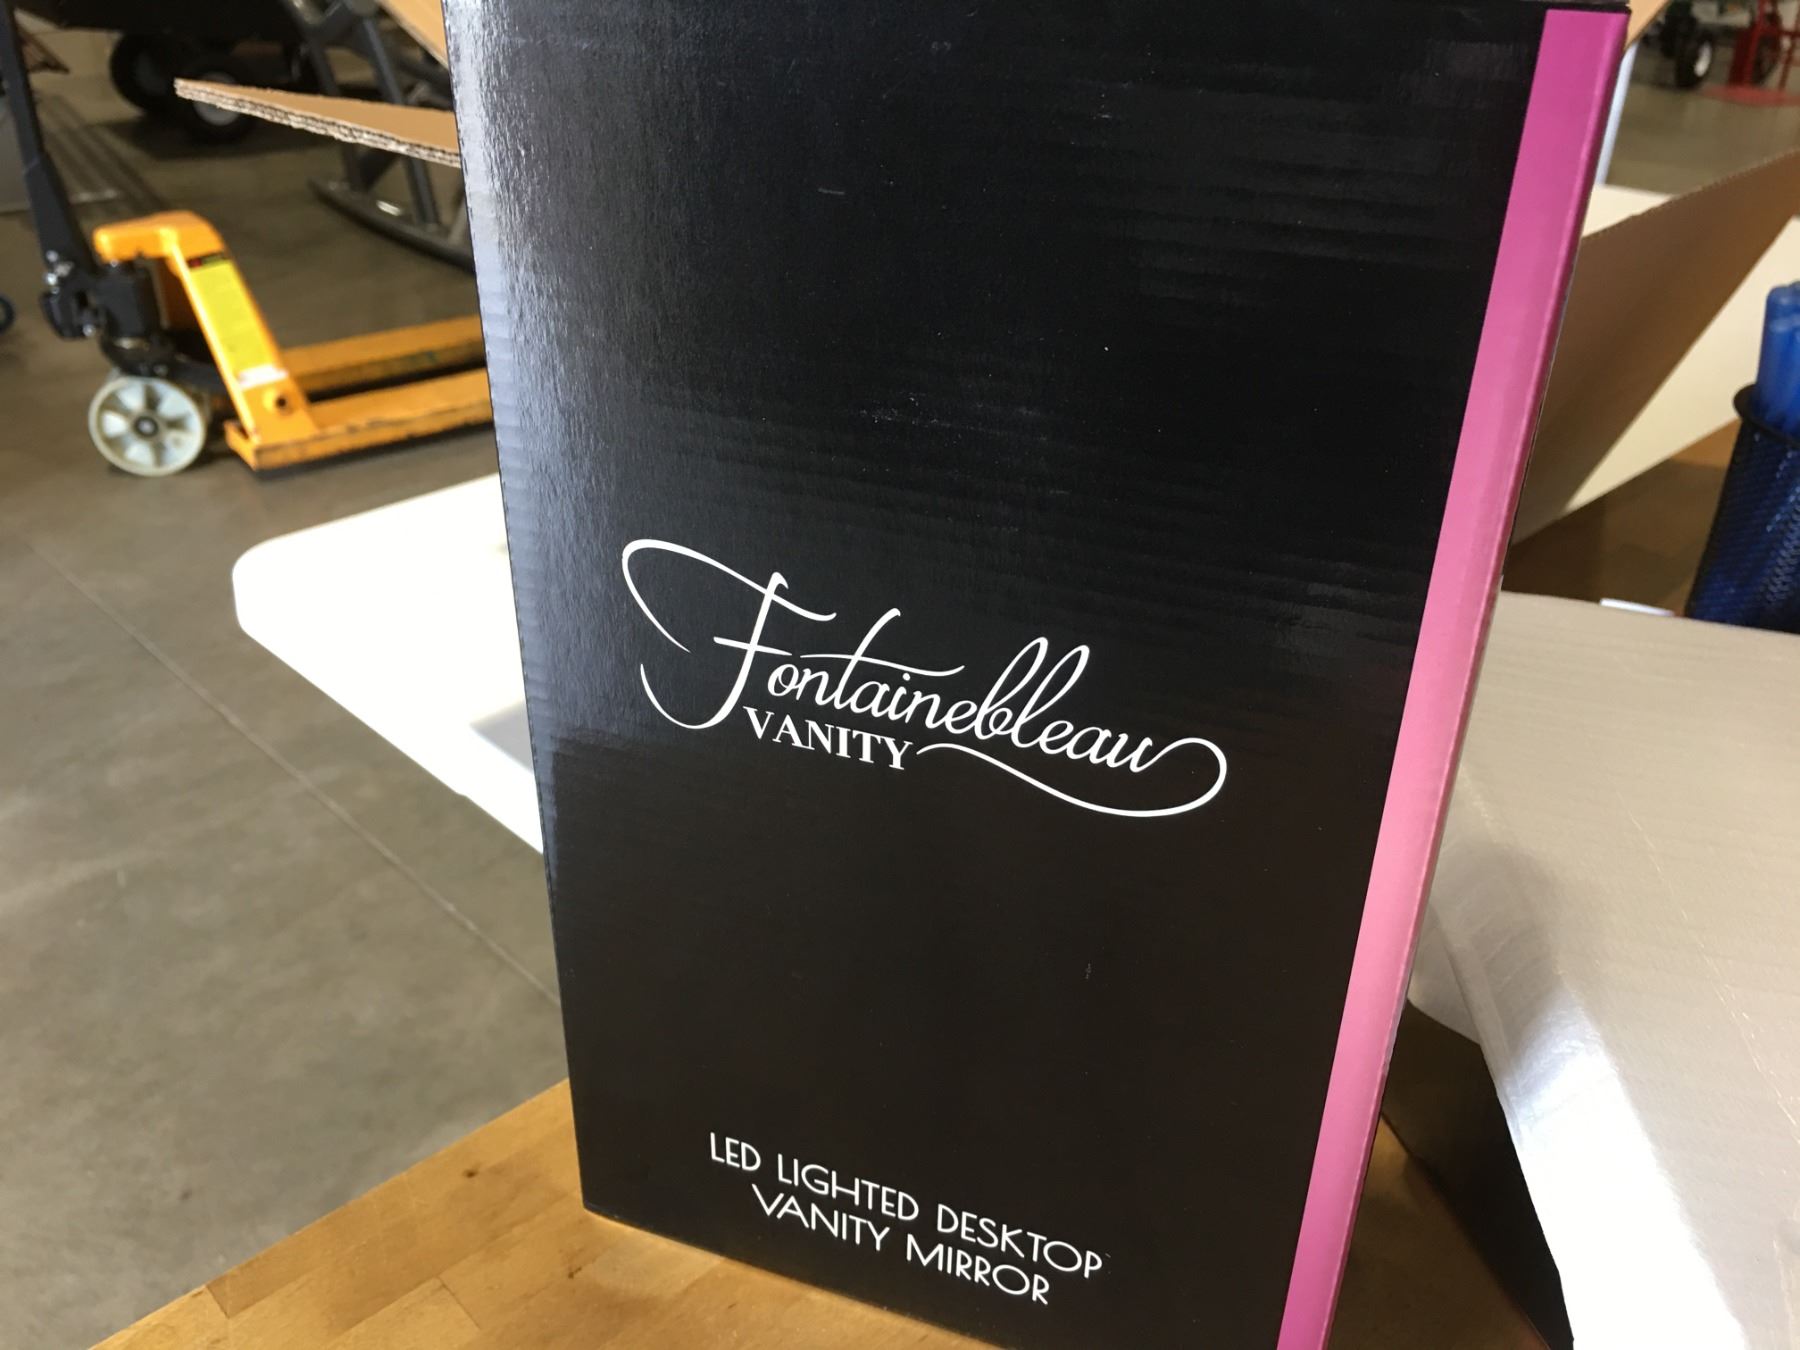 Fontainebleau
VANITY
LED LIGHTED DESKTOP
VANITY MIRROR